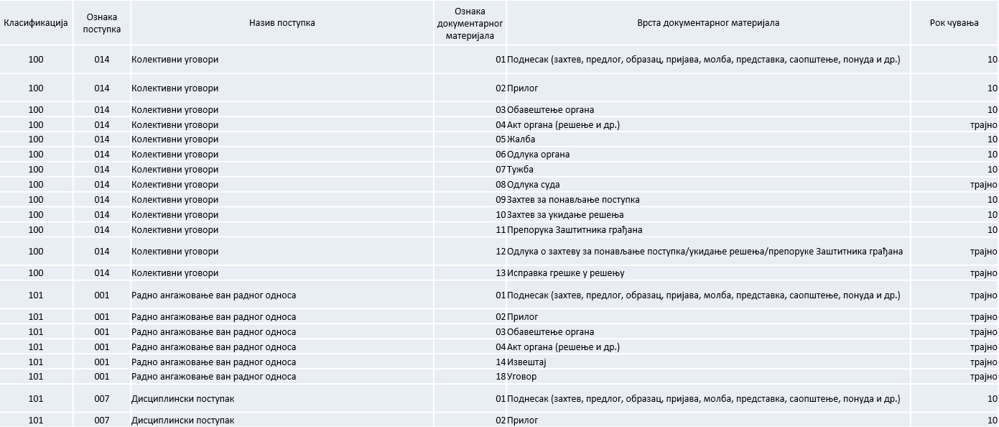 Класификација Ознака поступка Назив поступка Ознака документарног материјала Врста документарног материјала Рок чувања
100 014 Колективни уговори 01 Поднесак (захтев, предлог, образац, пријава, молба, представка, саопштење, понуда и др.) 10
100 014 Колективни уговори 02 Прилог 10
100 014 Колективни уговори 03 Обавештење органа 10
100 014 Колективни уговори 04 Акт органа (решење и др.) трајно
100 014 Колективни уговори 05 Жалба 10
100 014 Колективни уговори 06 Одлука органа 10
100 014 Колективни уговори 07 Тужба 10
100 014 Колективни уговори 08 Одлука суда трајно
100 014 Колективни уговори 09 Захтев за понављање поступка 10
100 014 Колективни уговори 10 Захтев за укидање решења 10
100 014 Колективни уговори 11 Препорука Заштитника грађана 10
100 014 Колективни уговори 12 Одлука о захтеву за понављање поступка/укидање решења/препоруке Заштитника грађана трајно
100 014 Колективни уговори 13 Исправка грешке у решењу трајно
101 001 Радно ангажовање ван радног односа 01 Поднесак (захтев, предлог, образац, пријава, молба, представка, саопштење, понуда и др.) трајно
101 001 Радно ангажовање ван радног односа 02 Прилог трајно
101 001 Радно ангажовање ван радног односа 03 Обавештење органа трајно
101 001 Радно ангажовање ван радног односа 04 Акт органа (решење и др.) трајно
101 001 Радно ангажовање ван радног односа 14 Извештај трајно
101 001 Радно ангажовање ван радног односа 18 Уговор трајно
101 007 Дисциплински поступак 01 Поднесак (захтев, предлог, образац, пријава, молба, представка, саопштење, понуда и др.) 10
101 007 Дисциплински поступак 02 Прилог 10